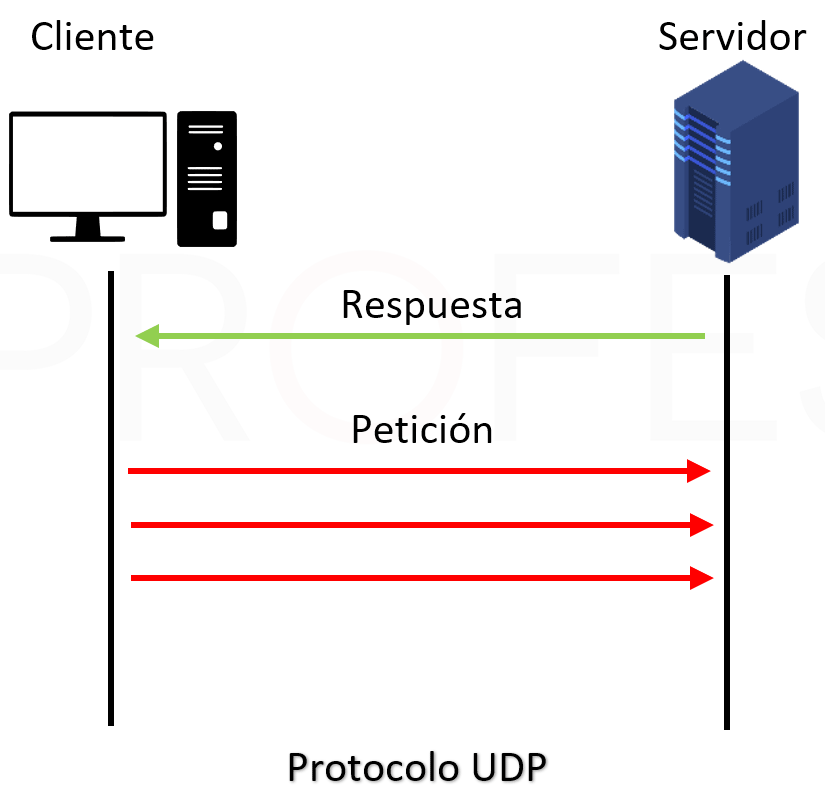 Cliente
Servidor
Respuesta
Petición
Protocolo UDP